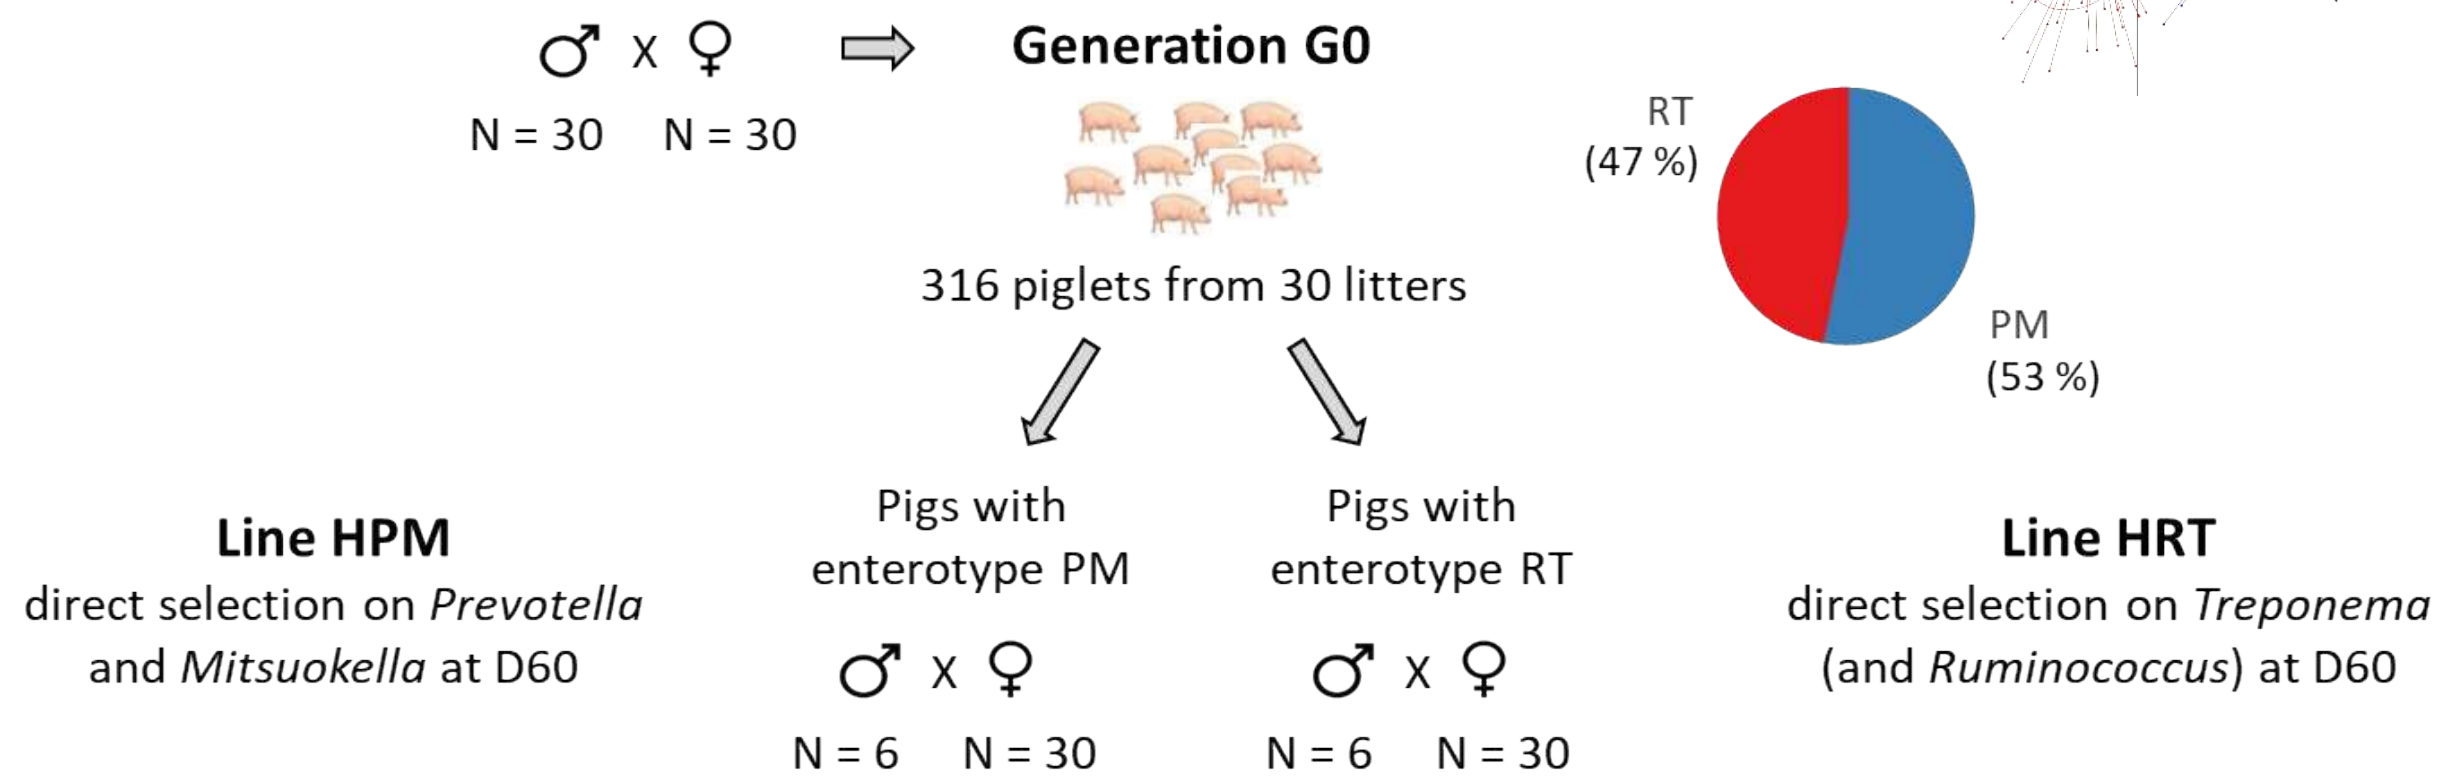 ♂ X ♀
N = 30 N = 30
Generation G0
316 piglets from 30 litters
RT
(47 %)
PM
(53 %)
Line HPM
direct selection on Prevotella
and Mitsuokella at D60
Pigs with
enterotype PM
♂ X ♀
N = 6 N = 30
Pigs with
enterotype RT
♂ X ♀
N = 6 N = 30
Line HRT
direct selection on Treponema
(and Ruminococcus) at D60